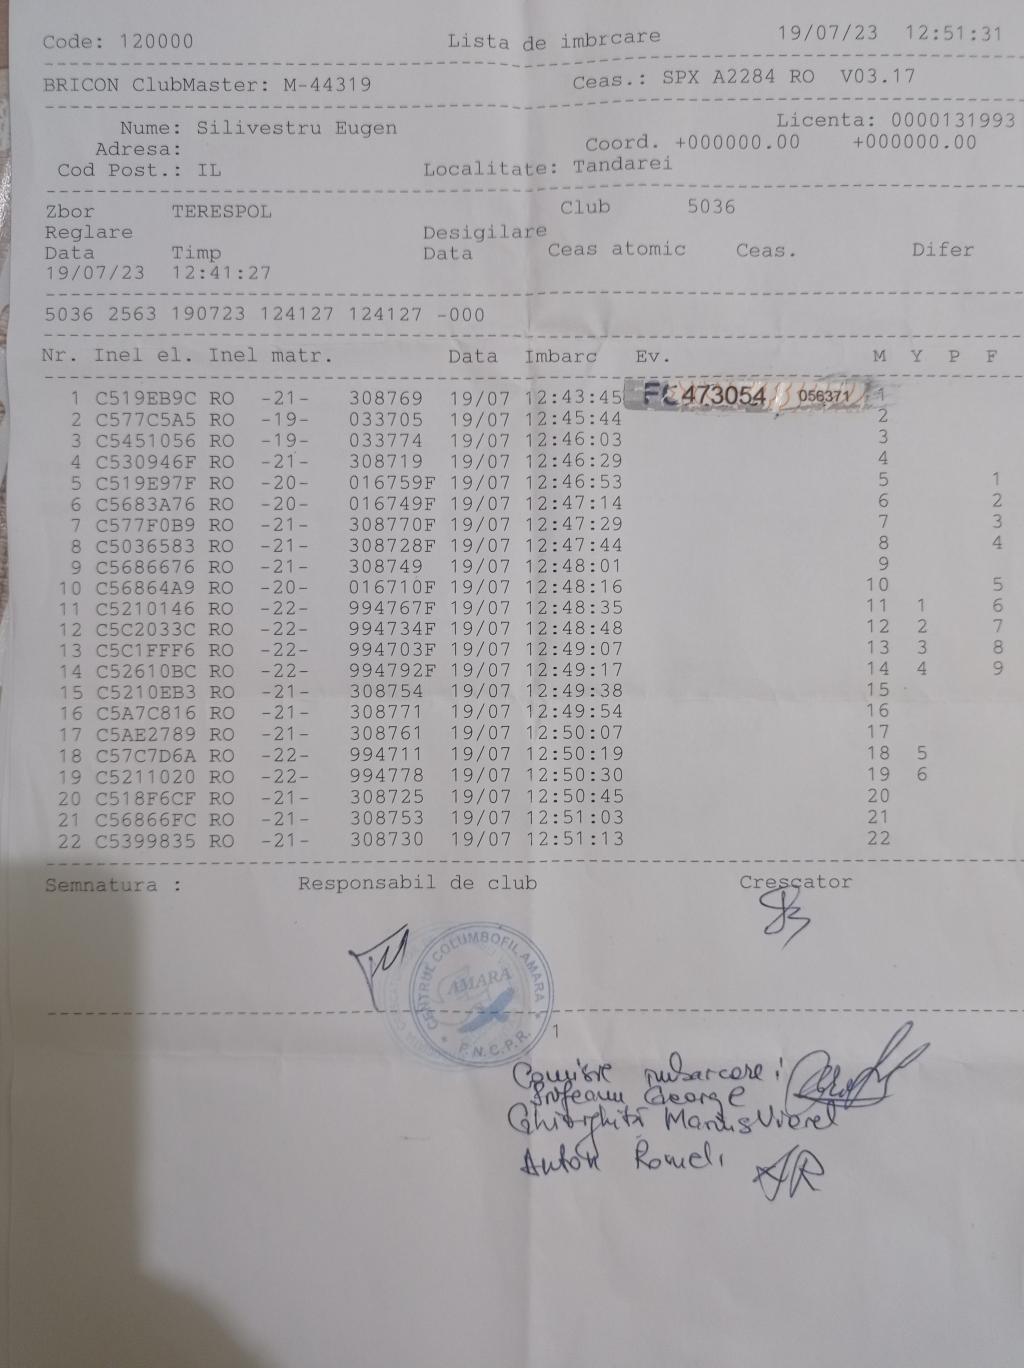 Code: 120000 Lista de imbrcare 19/07/23 12:51:31
BRICON ClubMaster: M-44319 Ceas.: SPX A2284 RO V03.17
Nume: Silivestru Eugen Licenta: 0000131993
Adresa: Coord. +000000.00 +000000.00
Cod Post.: IL Localitate: Tandarei
Zbor TERESPOL Club 5036
Reglare Desigilare
Data Timp Data Ceas atomic Ceas. Difer
19/07/23 12:41:27
5036 2563 190723 124127 124127 -000
Nr. Inel el. Inel matr. Data Imbarc Ev. M Y P F
1 C519EB9C RO -21- 308769 19/07 12:43:45 473054 056371 1
2 C577C5A5 RO -19- 033705 19/07 12:45:44 2
3 C5451056 RO -19- 033774 19/07 12:46:03 3
4 C530946F RO -21- 308719 19/07 12:46:29 4
5 C519E97F RO -20- 016759F 19/07 12:46:53 5 1
6 C5683A76 RO -20- 016749F 19/07 12:47:14 6 2
7 C577F0B9 RO -21- 308770F 19/07 12:47:29 7 3
8 C5036583 RO -21- 308728F 19/07 12:47:44 8 4
9 C5686676 RO -21- 308749 19/07 12:48:01 9
10 C56864A9 RO -20- 016710F 19/07 12:48:16 10 5
11 C5210146 RO -22- 994767F 19/07 12:48:35 11 1 6
12 C5C2033C RO -22- 994734F 19/07 12:48:48 12 2 7
13 C5C1FFF6 RO -22- 994703F 19/07 12:49:07 13 3 8
14 C52610BC RO -22- 994792F 19/07 12:49:17 14 4 9
15 C5210EB3 RO -21- 308754 19/07 12:49:38 15
16 C5A7C816 RO -21- 308771 19/07 12:49:54 16
17 C5AE2789 RO -21- 308761 19/07 12:50:07 17
18 C57C7D6A RO -22- 994711 19/07 12:50:19 18 5
19 C5211020 RO -22- 994778 19/07 12:50:30 19 6
20 C518F6CF RO -21- 308725 19/07 12:50:45 20
21 C56866FC RO -21- 308753 19/07 12:51:03 21
22 C5399835 RO -21- 308730 19/07 12:51:13 22
Semnatura : Responsabil de club Crescator
CENTRUL COLUMBOFIL AMARA
AMARA
F.N.C.P.R.
1
George
Ghiorghiță Marius Viorel
Anton Romel
AR